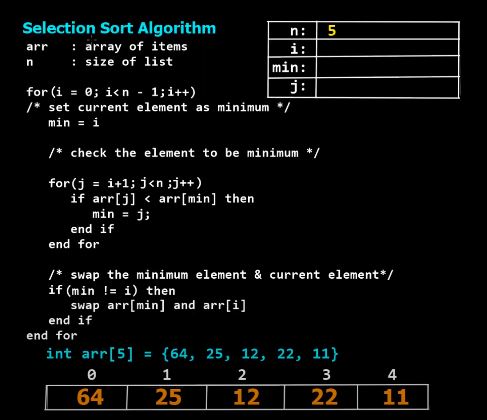 Selection Sort Algorithm
arr : array of items
n : size of list
n: 5
i:
min:
j:
for(i = 0; i<n - 1;i++)
/* set current element as minimum */
min = i
/* check the element to be minimum */
for(j = i+1; j<n ;j++)
if arr[j] < arr[min] then
min = j;
end if
end for
/* swap the minimum element & current element*/
if(min != i) then
swap arr[min] and arr[i]
end if
end for
int arr[5] = {64, 25, 12, 22, 11}
0 1 2 3 4
64 25 12 22 11